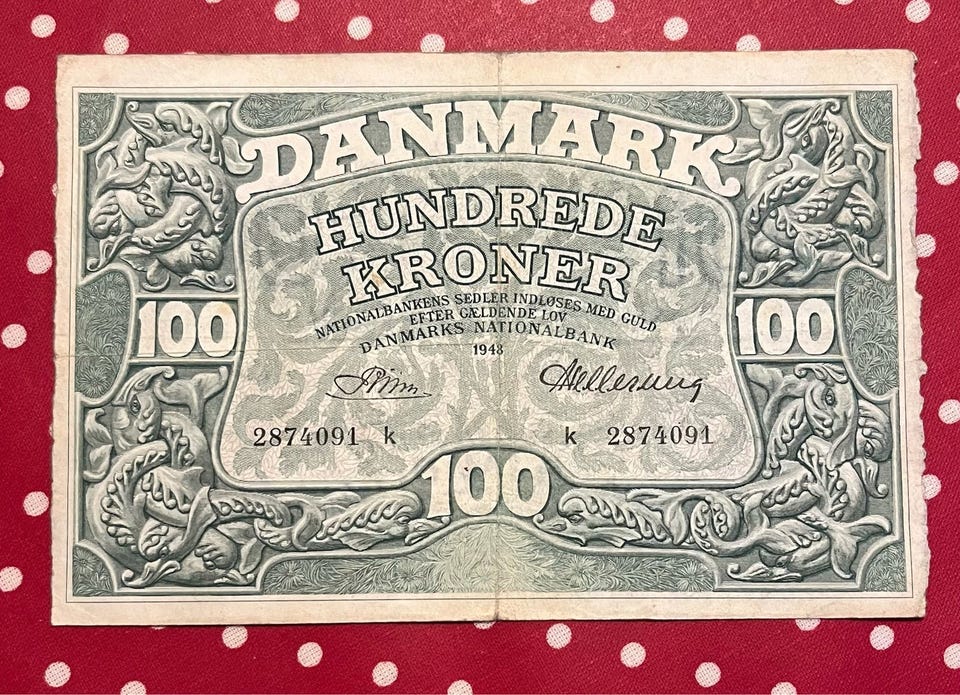 DANMARK
HUNDREDE
KRONER
NATIONALBANKENS SEDLER INDLØSES MED GULD
EFTER GÆLDENDE LOV
DANMARKS NATIONALBANK
1948
100 100
2874091 k k 2874091
100